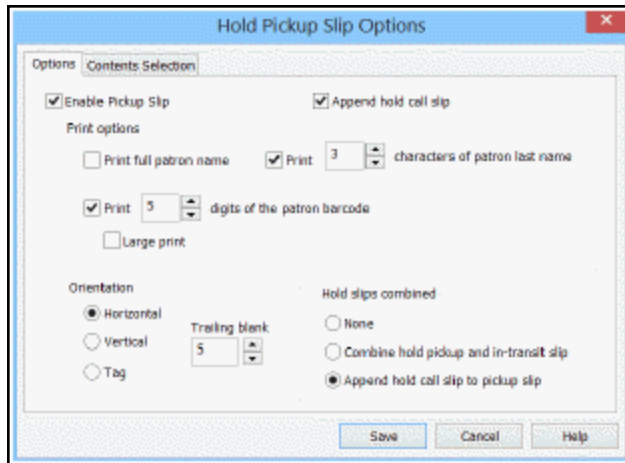 Hold Pickup Slip Options
Options Contents Selection
Enable Pickup Slip Append hold call slip
Print options
Print full patron name Print 3 characters of patron last name
Print 5 digits of the patron barcode
Large print
Orientation
Hold slips combined
Horizontal
None
Trailing blank
Vertical
5
Combine hold pickup and in-transit slip
Tag
Append hold call slip to pickup slip
Save Cancel Help